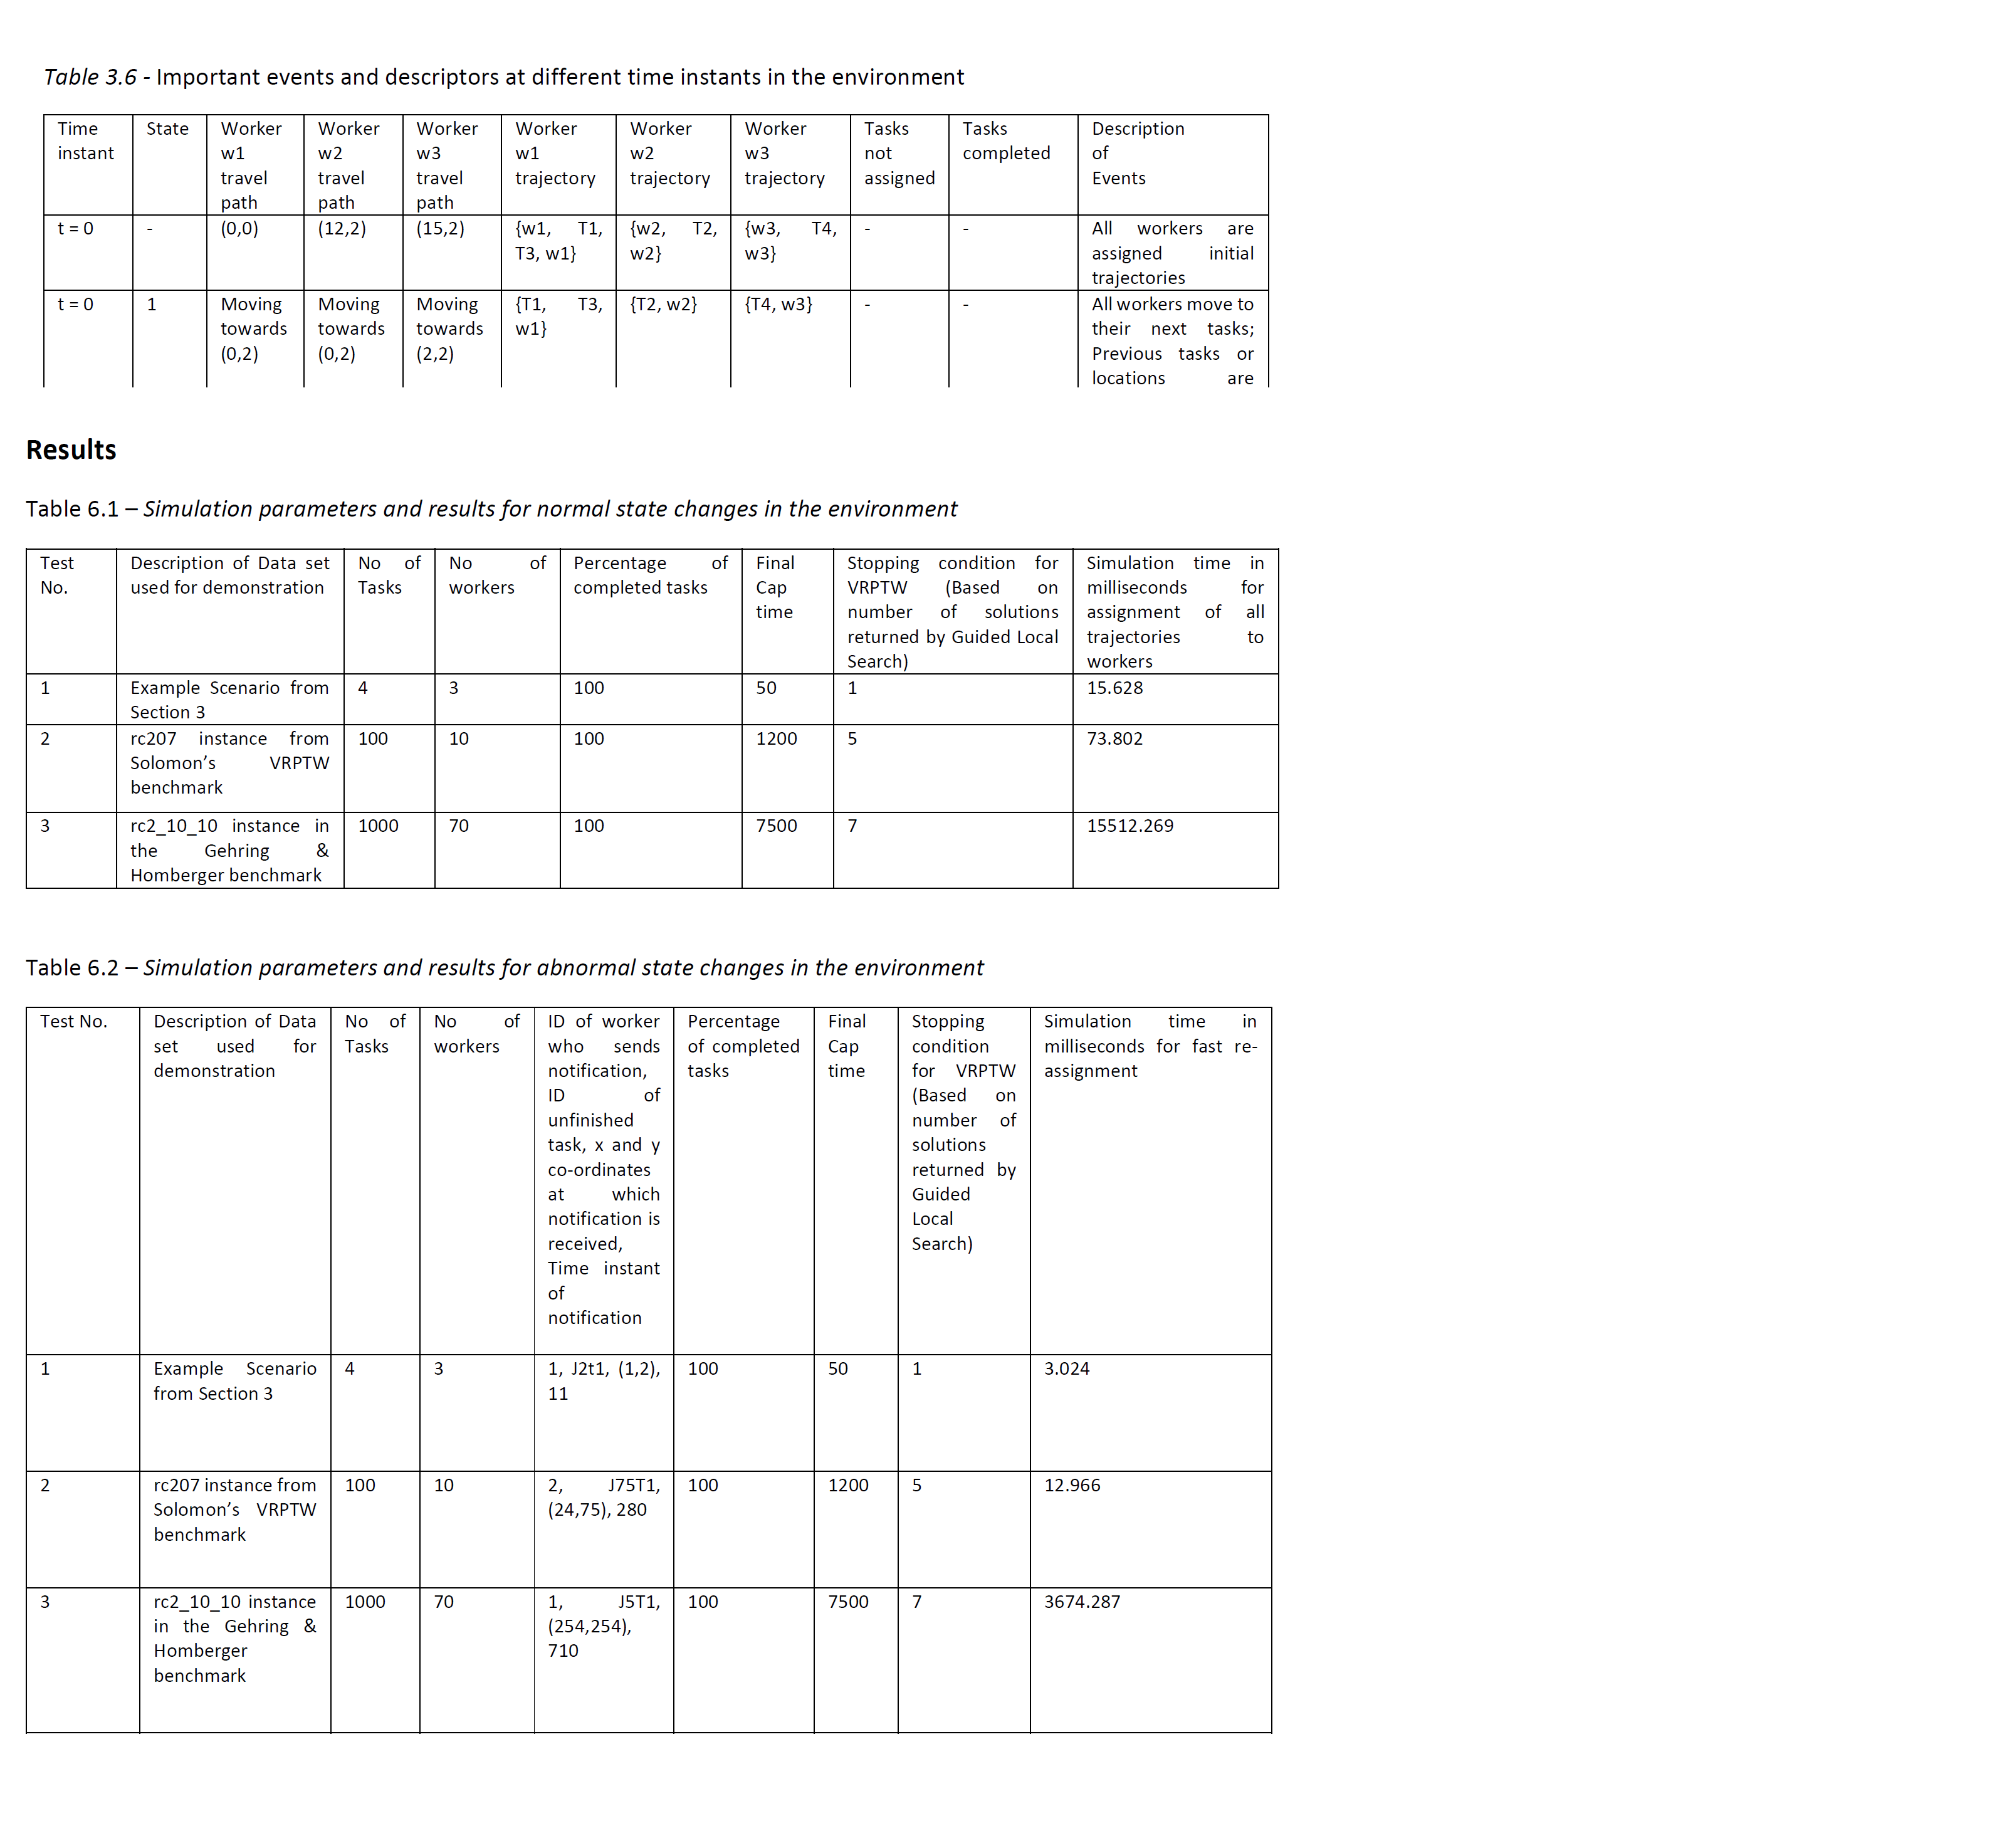 Table 3.6 - Important events and descriptors at different time instants in the environment
Time instant | State | Worker w1 travel path | Worker w2 travel path | Worker w3 travel path | Worker w1 trajectory | Worker w2 trajectory | Worker w3 trajectory | Tasks not assigned | Tasks completed | Description of Events
t = 0 | - | (0,0) | (12,2) | (15,2) | {w1, T1, T3, w1} | {w2, T2, w2} | {w3, T4, w3} | - | - | All workers are assigned initial trajectories
t = 0 | 1 | Moving towards (0,2) | Moving towards (0,2) | Moving towards (2,2) | {T1, T3, w1} | {T2, w2} | {T4, w3} | - | - | All workers move to their next tasks; Previous tasks or locations are
Results
Table 6.1 – Simulation parameters and results for normal state changes in the environment
Test No. | Description of Data set used for demonstration | No of Tasks | No of workers | Percentage of completed tasks | Final Cap time | Stopping condition for VRPTW (Based on number of solutions returned by Guided Local Search) | Simulation time in milliseconds for assignment of all trajectories to workers
1 | Example Scenario from Section 3 | 4 | 3 | 100 | 50 | 1 | 15.628
2 | rc207 instance from Solomon’s VRPTW benchmark | 100 | 10 | 100 | 1200 | 5 | 73.802
3 | rc2_10_10 instance in the Gehring & Homberger benchmark | 1000 | 70 | 100 | 7500 | 7 | 15512.269
Table 6.2 – Simulation parameters and results for abnormal state changes in the environment
Test No. | Description of Data set used for demonstration | No of Tasks | No of workers | ID of worker who sends notification, ID of unfinished task, x and y co-ordinates at which notification is received, Time instant of notification | Percentage of completed tasks | Final Cap time | Stopping condition for VRPTW (Based on number of solutions returned by Guided Local Search) | Simulation time in milliseconds for fast re-assignment
1 | Example Scenario from Section 3 | 4 | 3 | 1, J2t1, (1,2), 11 | 100 | 50 | 1 | 3.024
2 | rc207 instance from Solomon’s VRPTW benchmark | 100 | 10 | 2, J75T1, (24,75), 280 | 100 | 1200 | 5 | 12.966
3 | rc2_10_10 instance in the Gehring & Homberger benchmark | 1000 | 70 | 1, J5T1, (254,254), 710 | 100 | 7500 | 7 | 3674.287